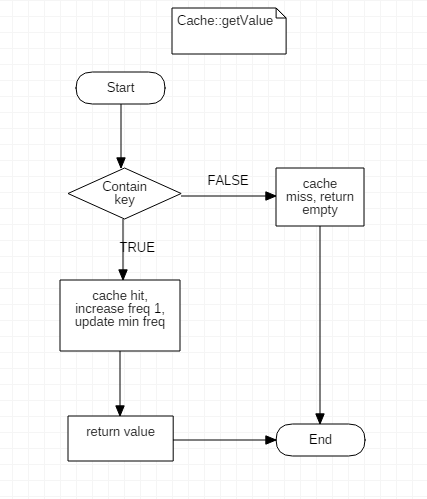 Cache::getValue
Start
Contain
key
FALSE
cache
miss, return
empty
TRUE
cache hit,
increase freq 1,
update min freq
return value
End